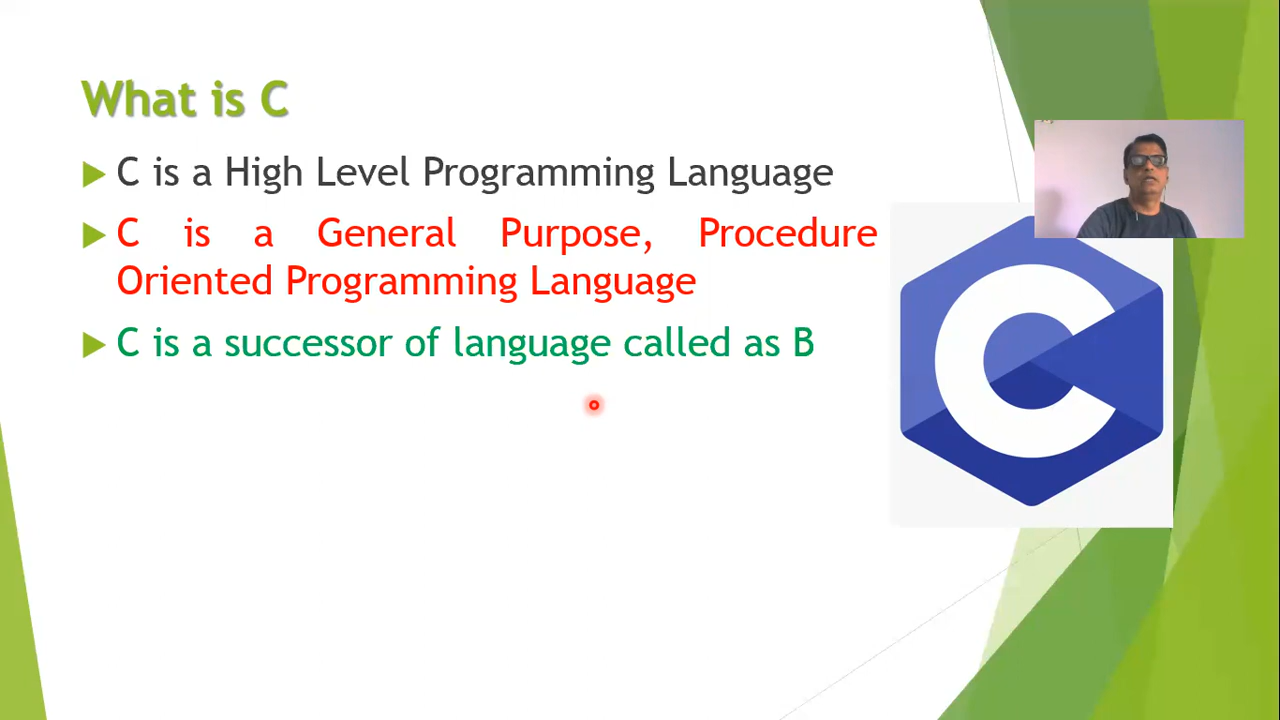 What is C
C is a High Level Programming Language
C is a General Purpose, Procedure
Oriented Programming Language
C is a successor of language called as B
C